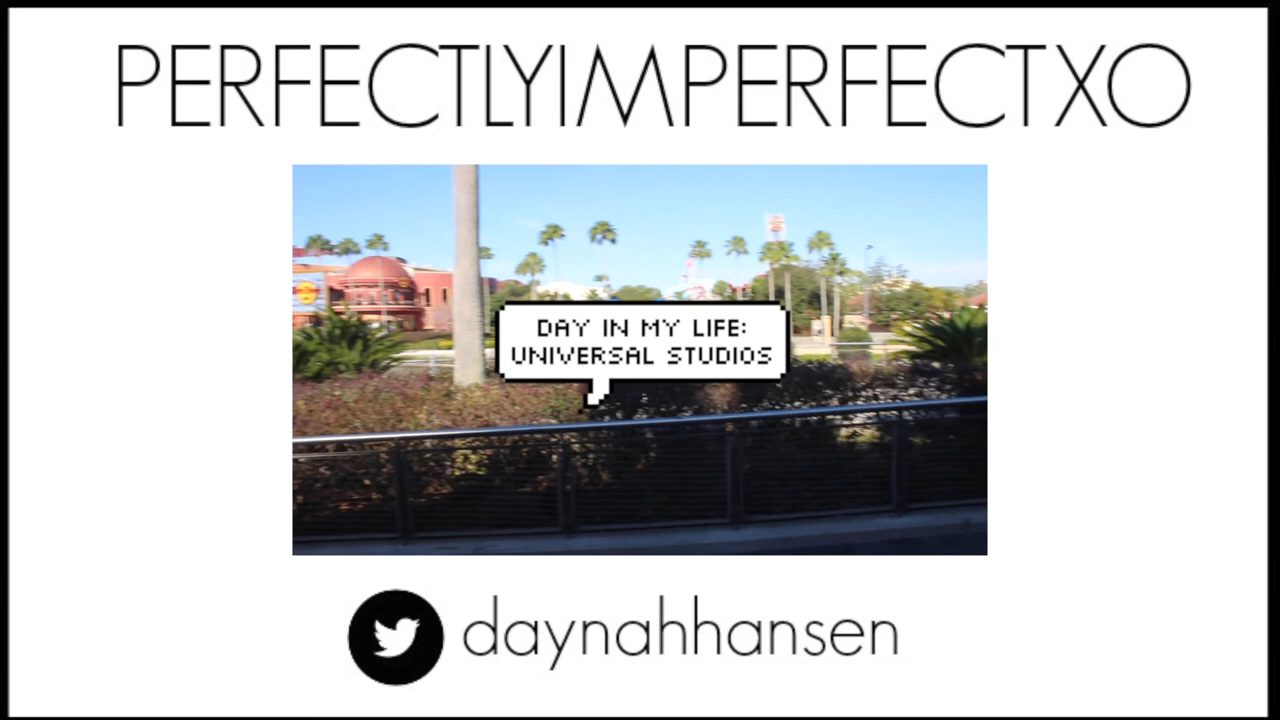 PERFECTLYIMPERFECTXO
DAY IN MY LIFE:
UNIVERSAL STUDIOS
daynahhansen